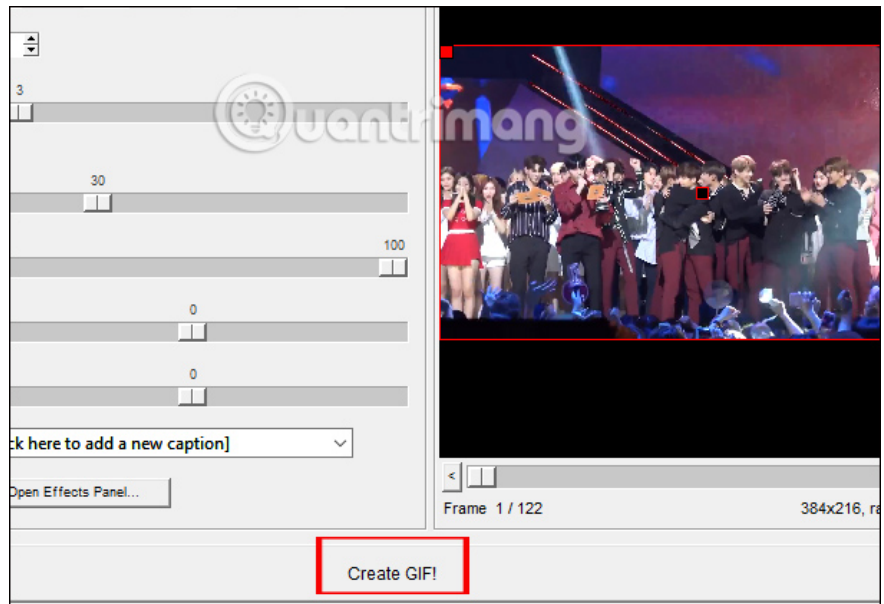 3
Quantrimang
30
100
0
0
ck here to add a new caption]
Open Effects Panel...
<
Frame 1 / 122
384x216, ra
Create GIF!